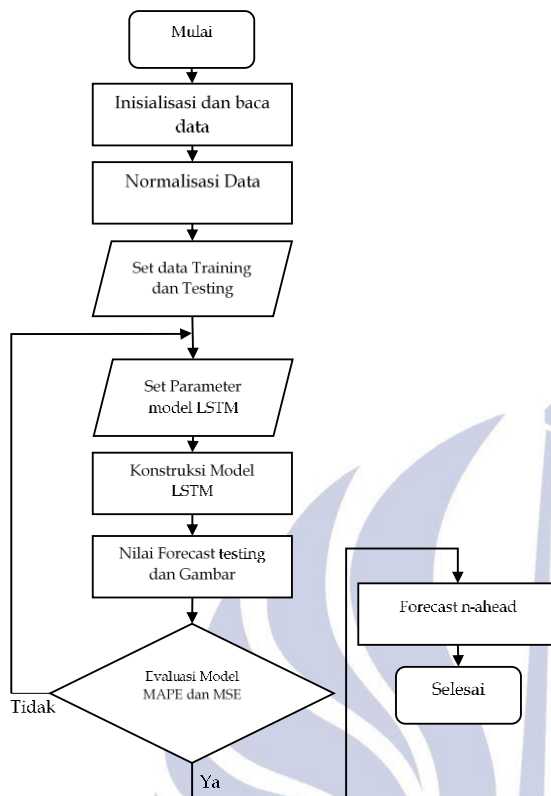 Mulai
Inisialisasi dan baca
data
Normalisasi Data
Set data Training
dan Testing
Set Parameter
model LSTM
Konstruksi Model
LSTM
Nilai Forecast testing
dan Gambar
Evaluasi Model
MAPE dan MSE
Tidak
Ya
Forecast n-ahead
Selesai